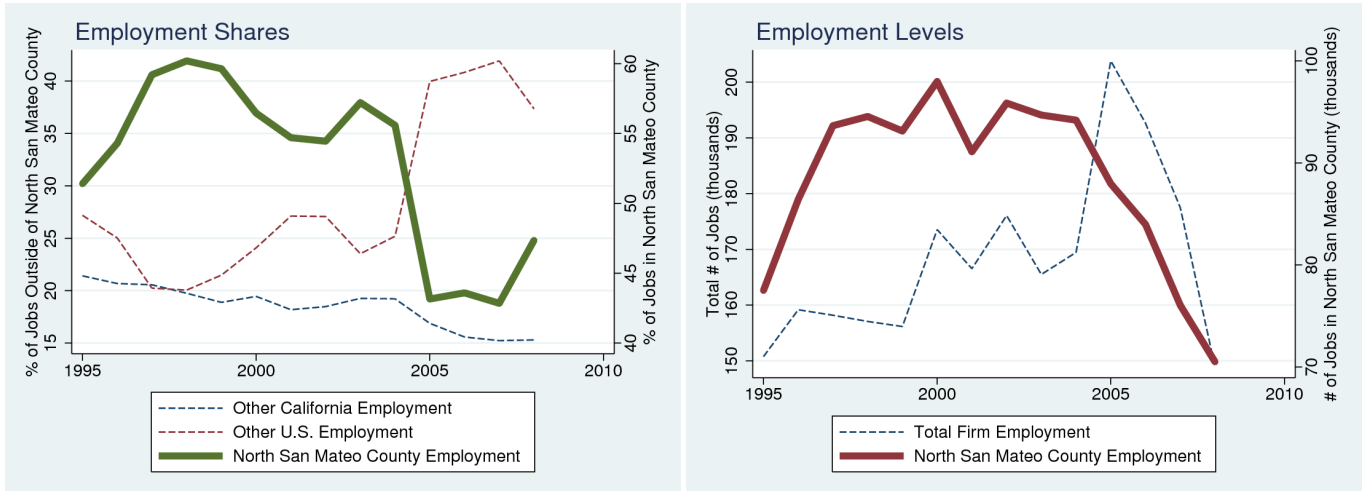 Employment Shares
% of Jobs Outside of North San Mateo County
15
20
25
30
35
40
% of Jobs in North San Mateo County
40
45
50
55
60
1995
2000
2005
2010
Other California Employment
Other U.S. Employment
North San Mateo County Employment
Employment Levels
Total # of Jobs (thousands)
150
160
170
180
190
200
# of Jobs in North San Mateo County (thousands)
70
80
90
100
1995
2000
2005
2010
Total Firm Employment
North San Mateo County Employment